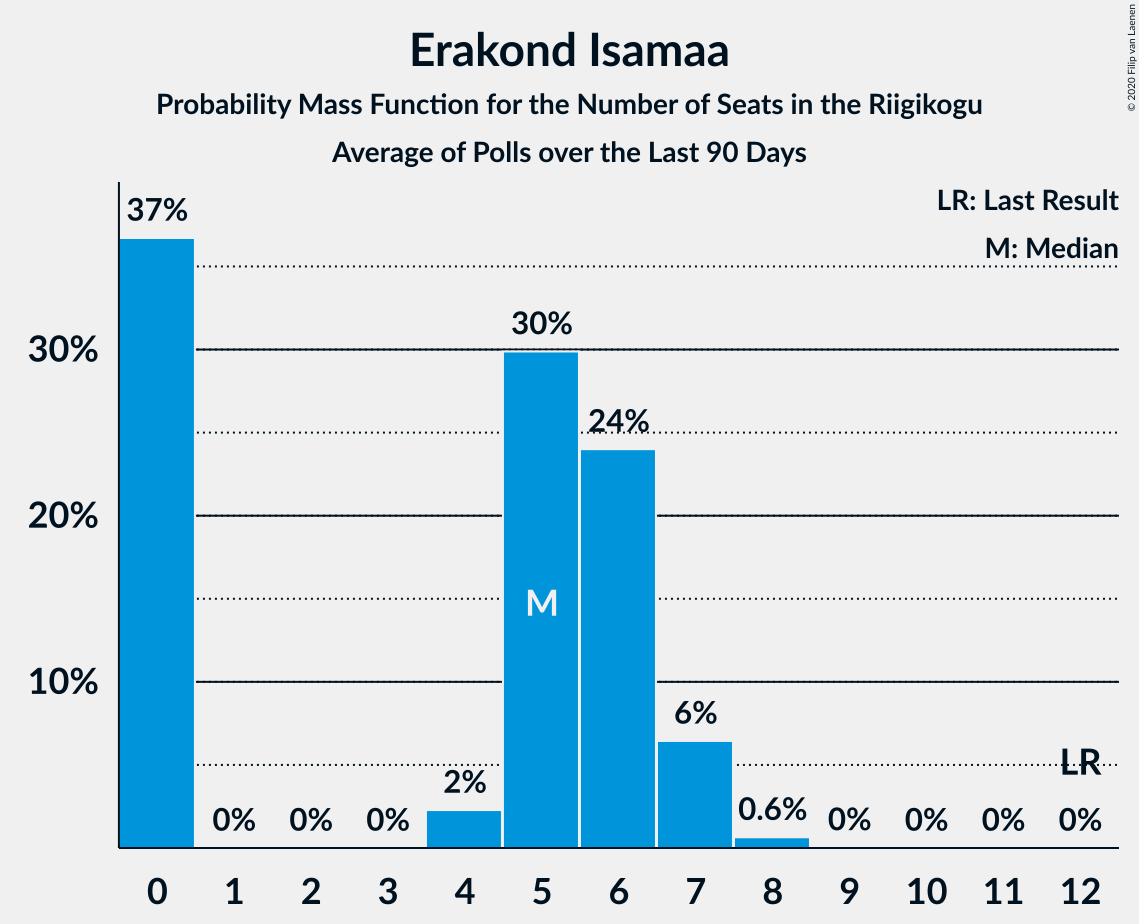 Erakond Isamaa
Probability Mass Function for the Number of Seats in the Riigikogu
Average of Polls over the Last 90 Days
© 2020 Filip van Laenen
LR: Last Result
M: Median
37%
30%
30%
24%
20%
M
10%
6%
LR
2%
0.6%
0% 0% 0% 0% 0% 0% 0%
0 1 2 3 4 5 6 7 8 9 10 11 12